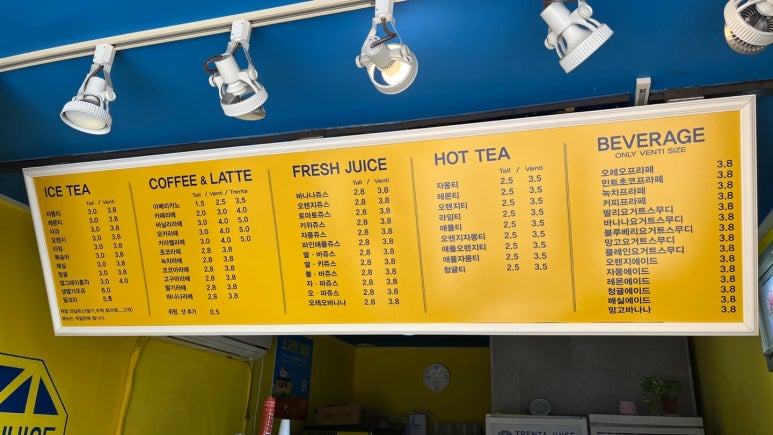 ICE TEA
Tall / Venti
자몽티 3.0 3.8
레몬티 3.0 3.8
사과 3.0 3.8
오렌지 3.0 3.8
라임 3.0 3.8
복숭아 3.0 3.8
매실 3.0 3.8
청귤 3.0 3.8
얼그레이홍차 3.0 4.0
생딸기우유 6.0
밀크티 5.8
메뉴는 계절판매 합니다
COFFEE & LATTE
Tall / Venti / Trenta
아메리카노 1.5 2.5 3.5
카페라떼 2.0 3.0 4.0
바닐라라떼 3.0 4.0 5.0
모카라떼 3.0 4.0 5.0
카라멜라떼 3.0 4.0 5.0
초코라떼 2.8 3.8
녹차라떼 2.8 3.8
코코아라떼 2.8 3.8
고구마라떼 2.8 3.8
딸기라떼 2.8 3.8
바나나라떼 2.8 3.8
휘핑, 샷 추가 0.5
FRESH JUICE
Tall / Venti
바나나쥬스 2.8 3.8
오렌지쥬스 2.8 3.8
토마토쥬스 2.8 3.8
키위쥬스 2.8 3.8
자몽쥬스 2.8 3.8
파인애플쥬스 2.8 3.8
딸 · 바쥬스 2.8 3.8
딸 · 키쥬스 2.8 3.8
블 · 바쥬스 2.8 3.8
자 · 파쥬스 2.8 3.8
오 · 파쥬스 2.8 3.8
오레오바나나 2.8 3.8
HOT TEA
Tall / Venti
자몽티 2.5 3.5
레몬티 2.5 3.5
오렌지티 2.5 3.5
라임티 2.5 3.5
애플티 2.5 3.5
오렌지자몽티 2.5 3.5
애플오렌지티 2.5 3.5
애플자몽티 2.5 3.5
청귤티 2.5 3.5
BEVERAGE
ONLY VENTI SIZE
오레오프라페 3.8
민트초코프라페 3.8
녹차프라페 3.8
커피프라페 3.8
딸리요거트스무디 3.8
바나나요거트스무디 3.8
블루베리요거트스무디 3.8
망고요거트스무디 3.8
플레인요거트스무디 3.8
오렌지에이드 3.8
자몽에이드 3.8
레몬에이드 3.8
청귤에이드 3.8
매실에이드 3.8
망고바나나 3.8
소자본 창업
JUICE
TRENTA JUICE